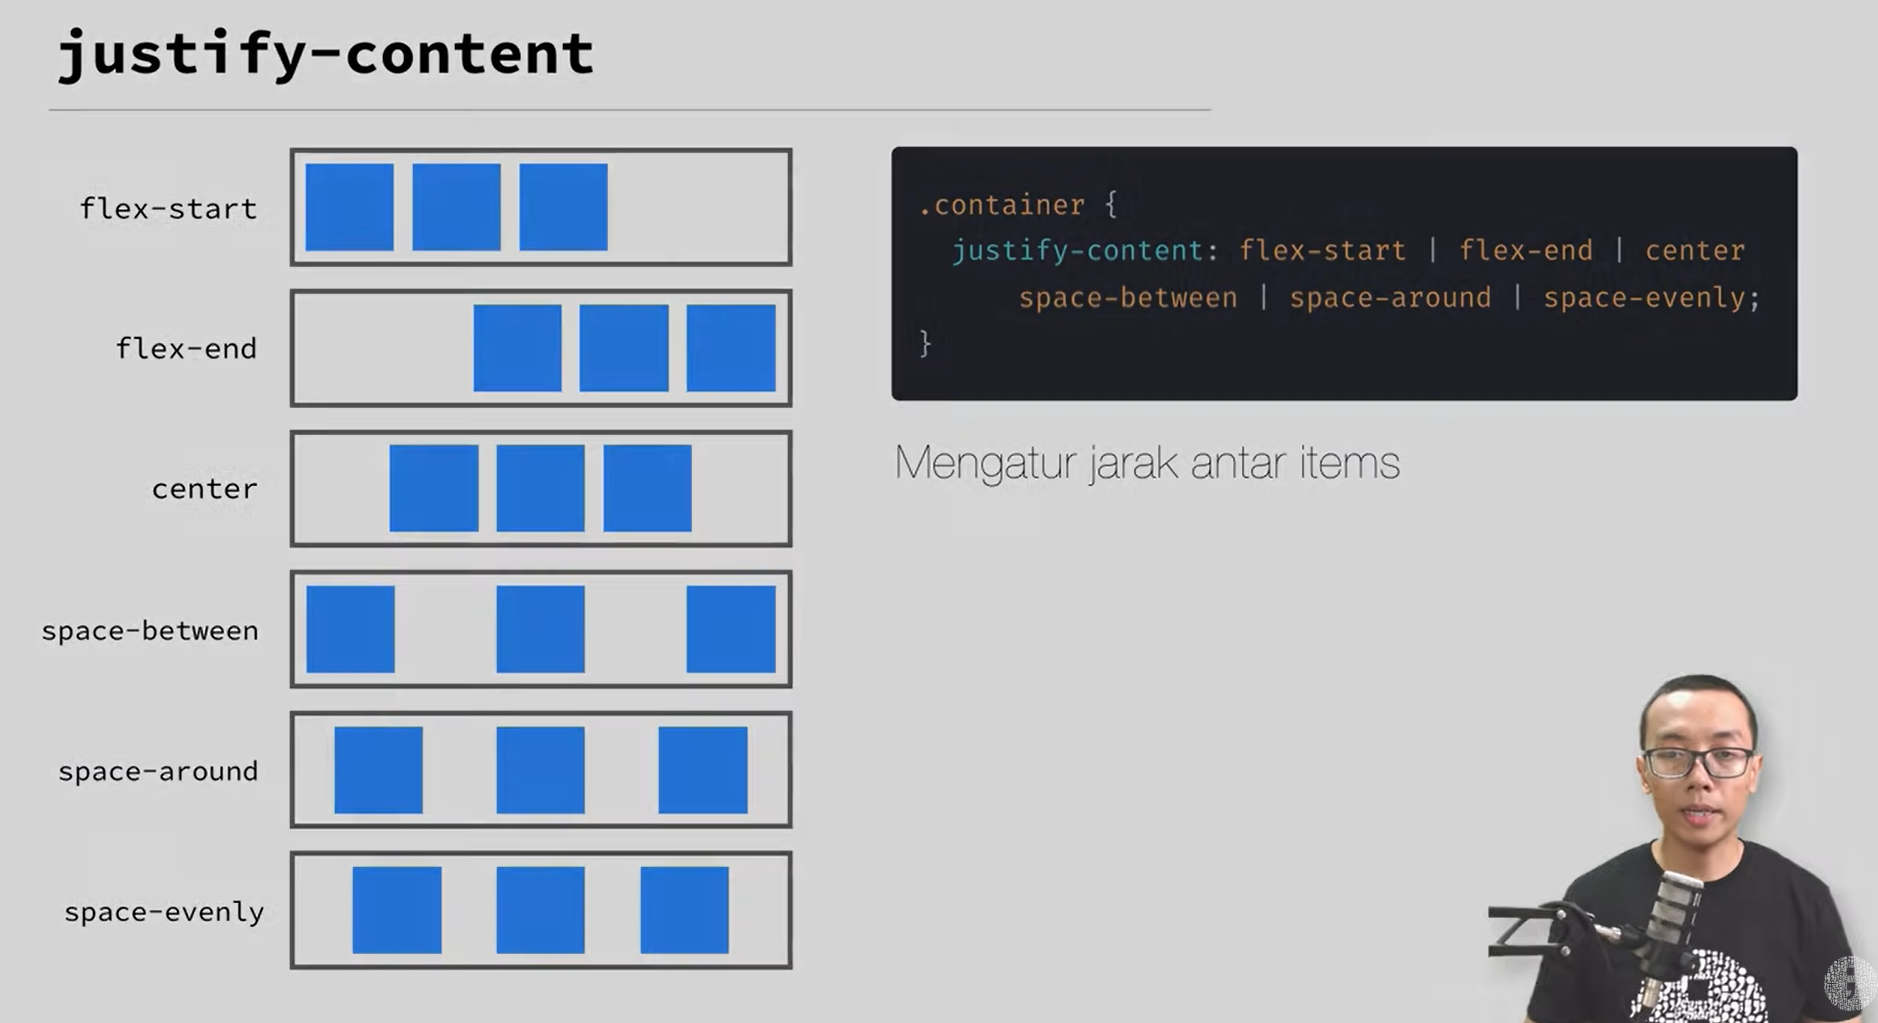 justify-content
flex-start
flex-end
center
space-between
space-around
space-evenly
.container {
justify-content: flex-start | flex-end | center
space-between | space-around | space-evenly;
}
Mengatur jarak antar items